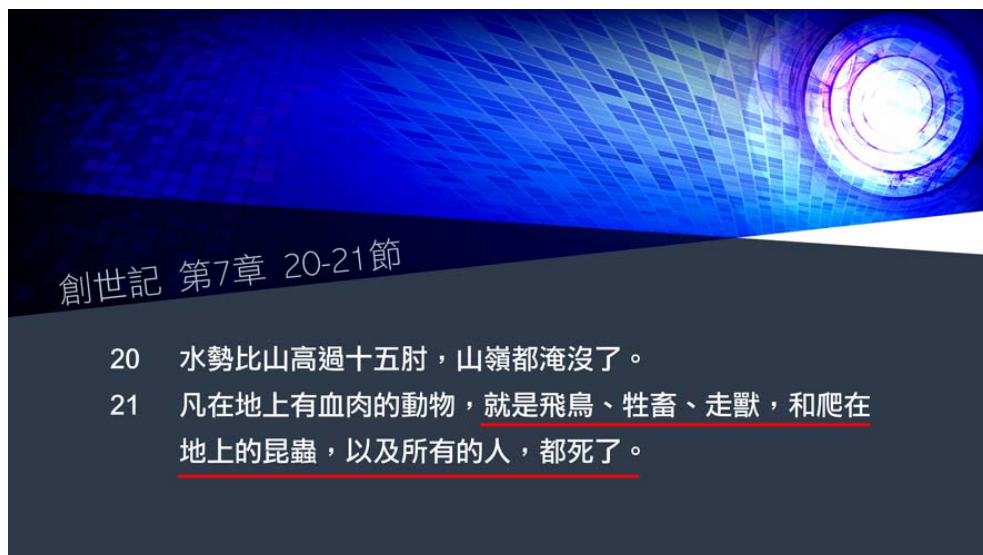 創世記 第7章 20-21節
20 水勢比山高過十五肘，山嶺都淹沒了。
21 凡在地上有血肉的動物，就是飛鳥、牲畜、走獸，和爬在
地上的昆蟲，以及所有的人，都死了。